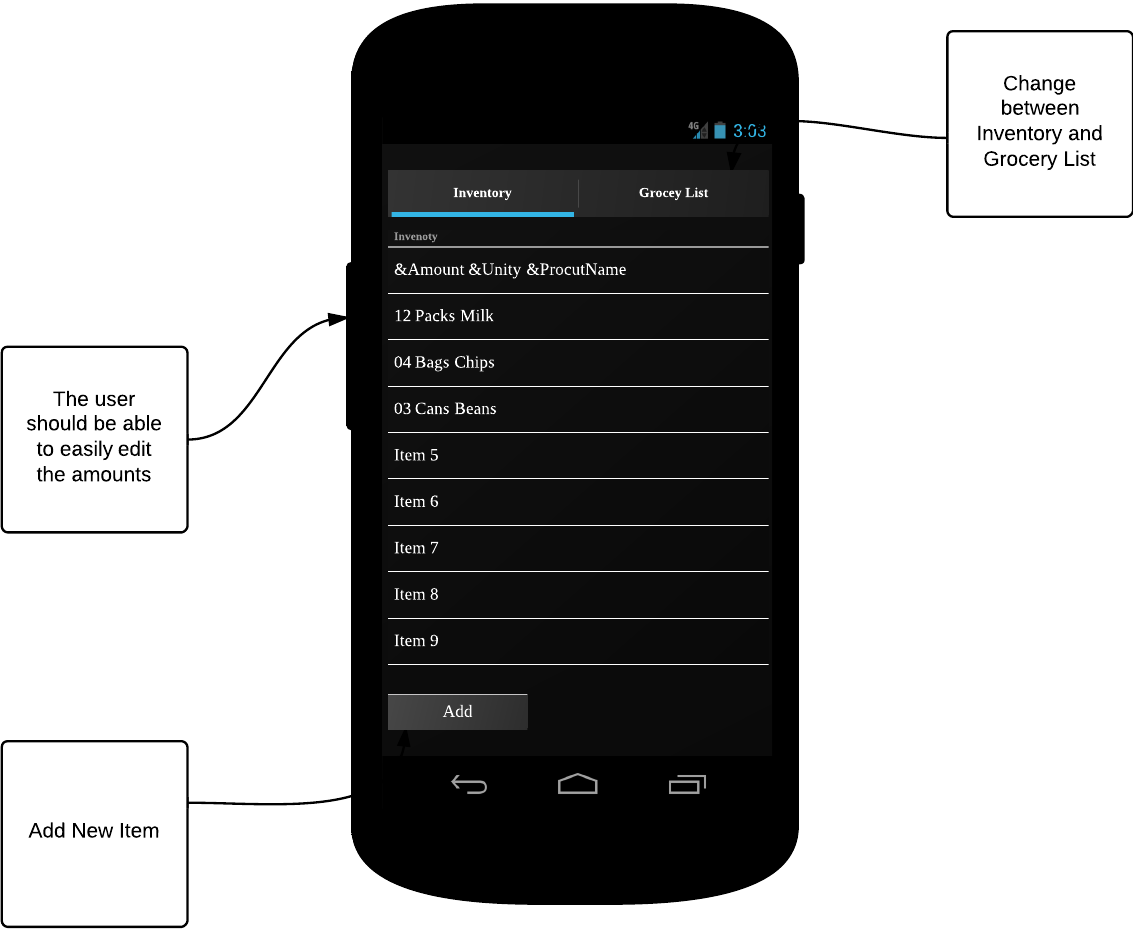 4G 3:03
Change
between
Inventory and
Grocery List
Inventory
Grocey List
Invenoty
&Amount &Unity &ProcutName
12 Packs Milk
04 Bags Chips
03 Cans Beans
Item 5
Item 6
Item 7
Item 8
Item 9
Add
The user
should be able
to easily edit
the amounts
Add New Item